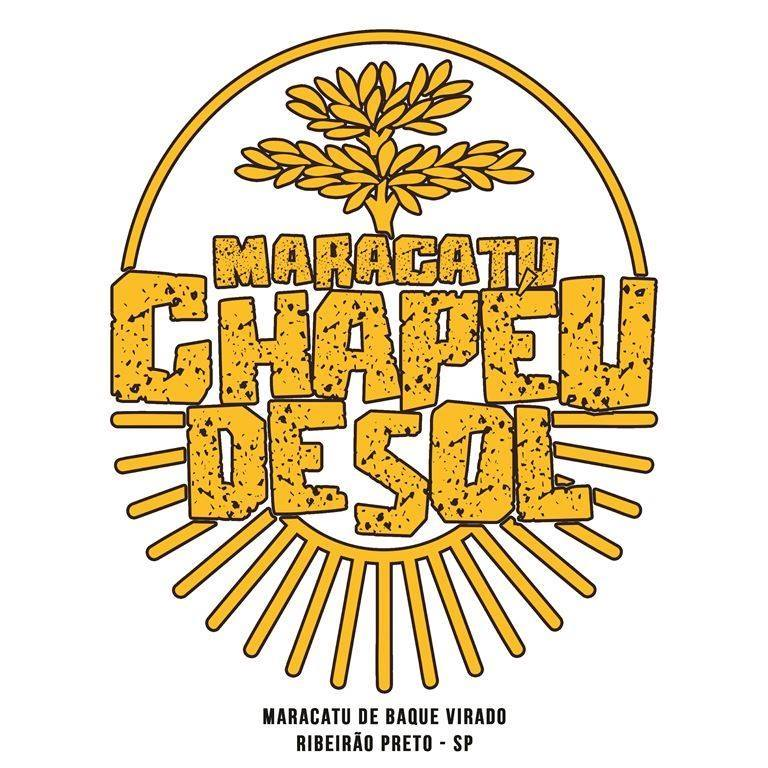 MARACATU
CHAPÉU
DE SOL
MARACATU DE BAQUE VIRADO
RIBEIRÃO PRETO - SP